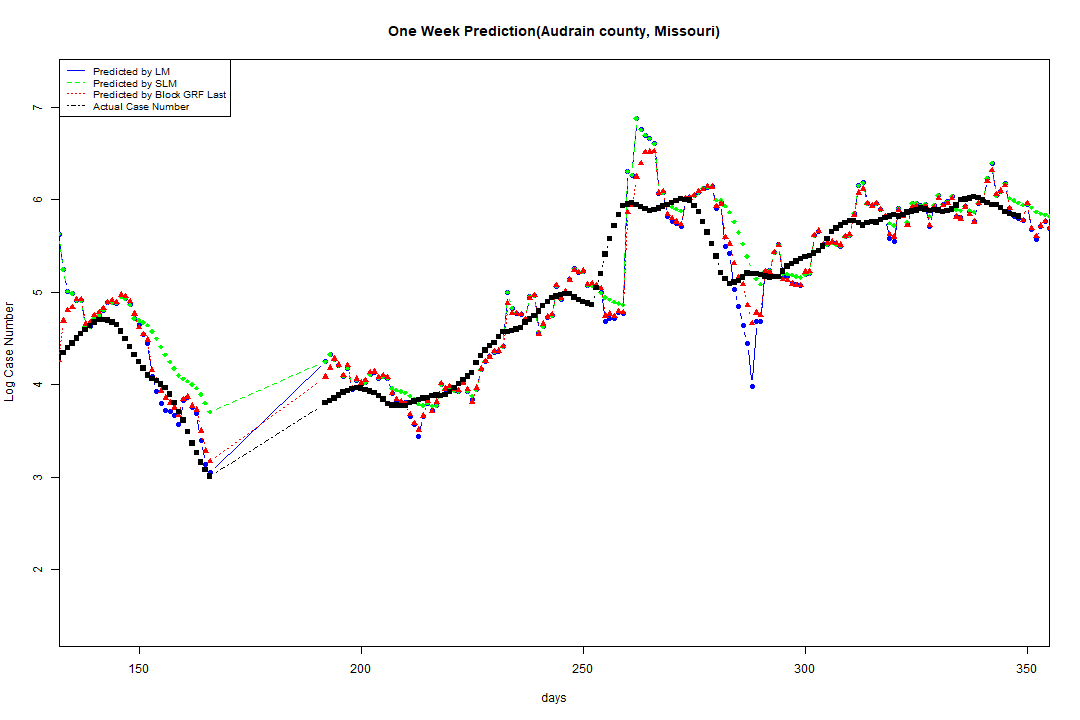 One Week Prediction(Audrain county, Missouri)
Predicted by LM
Predicted by SLM
Predicted by Block GRF Last
Actual Case Number
7
6
5
4
3
2
Log Case Number
150 200 250 300 350
days